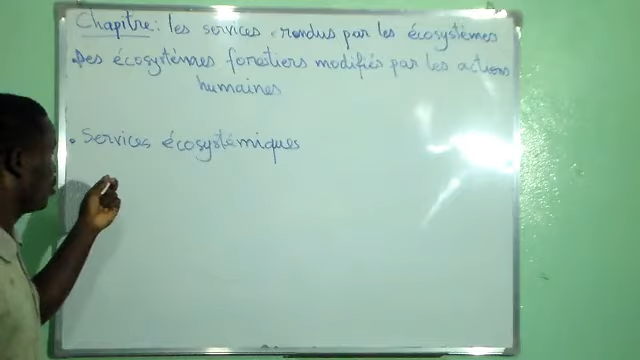 Chapitre: les services rendus par les écosystèmes
Des écosystèmes forestiers modifiés par les actions
humaines
• Services écosystémiques